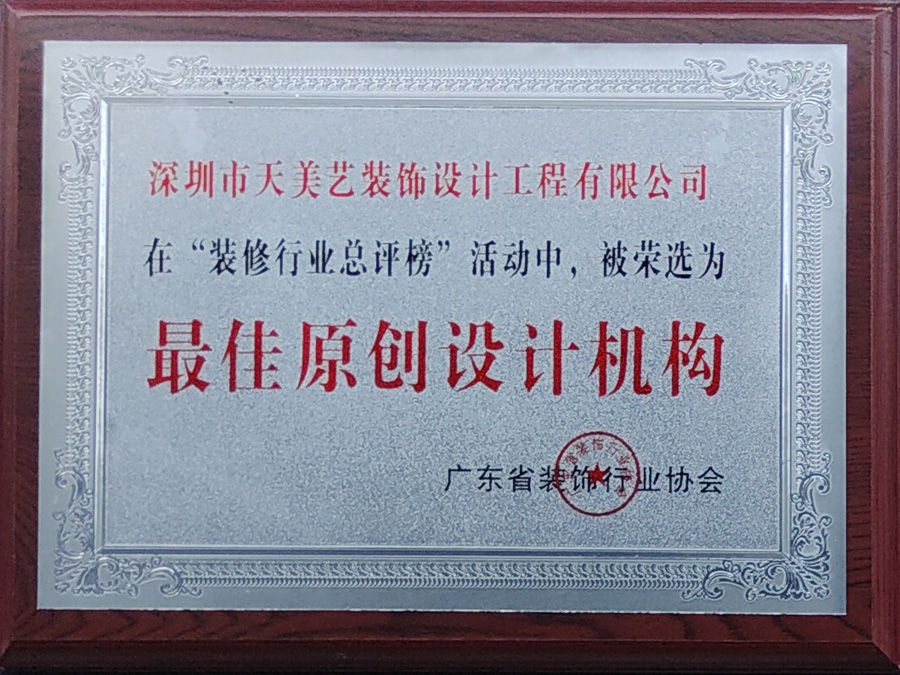 深圳市天美艺装饰设计工程有限公司
在“装修行业总评榜”活动中，被荣选为
最佳原创设计机构
广东省装饰行业协会